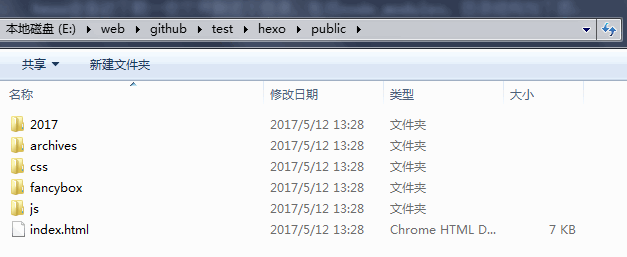 本地磁盘 (E:) ▸ web ▸ github ▸ test ▸ hexo ▸ public ▸
共享 新建文件夹
名称 修改日期 类型 大小
2017 2017/5/12 13:28 文件夹
archives 2017/5/12 13:28 文件夹
css 2017/5/12 13:28 文件夹
fancybox 2017/5/12 13:28 文件夹
js 2017/5/12 13:28 文件夹
index.html 2017/5/12 13:28 Chrome HTML D... 7 KB